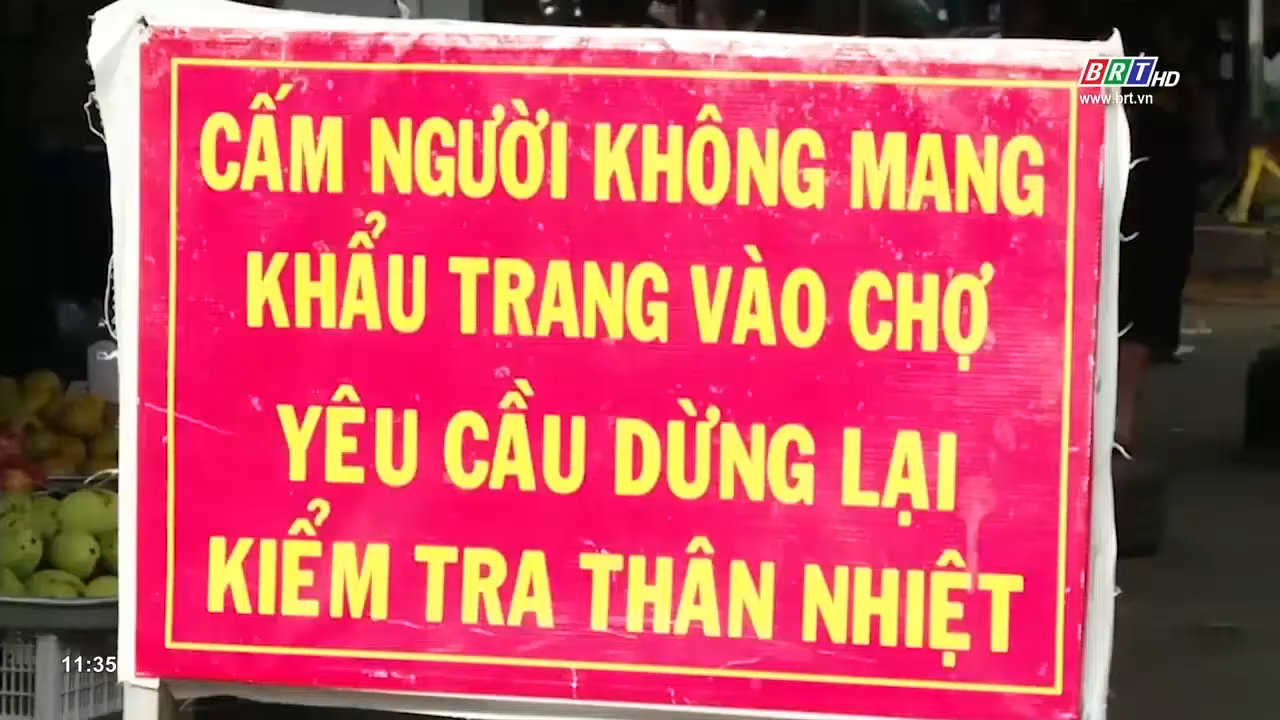 BRT HD
www.brt.vn
CẤM NGƯỜI KHÔNG MANG
KHẨU TRANG VÀO CHỢ
YÊU CẦU DỪNG LẠI
KIỂM TRA THÂN NHIỆT
11:35